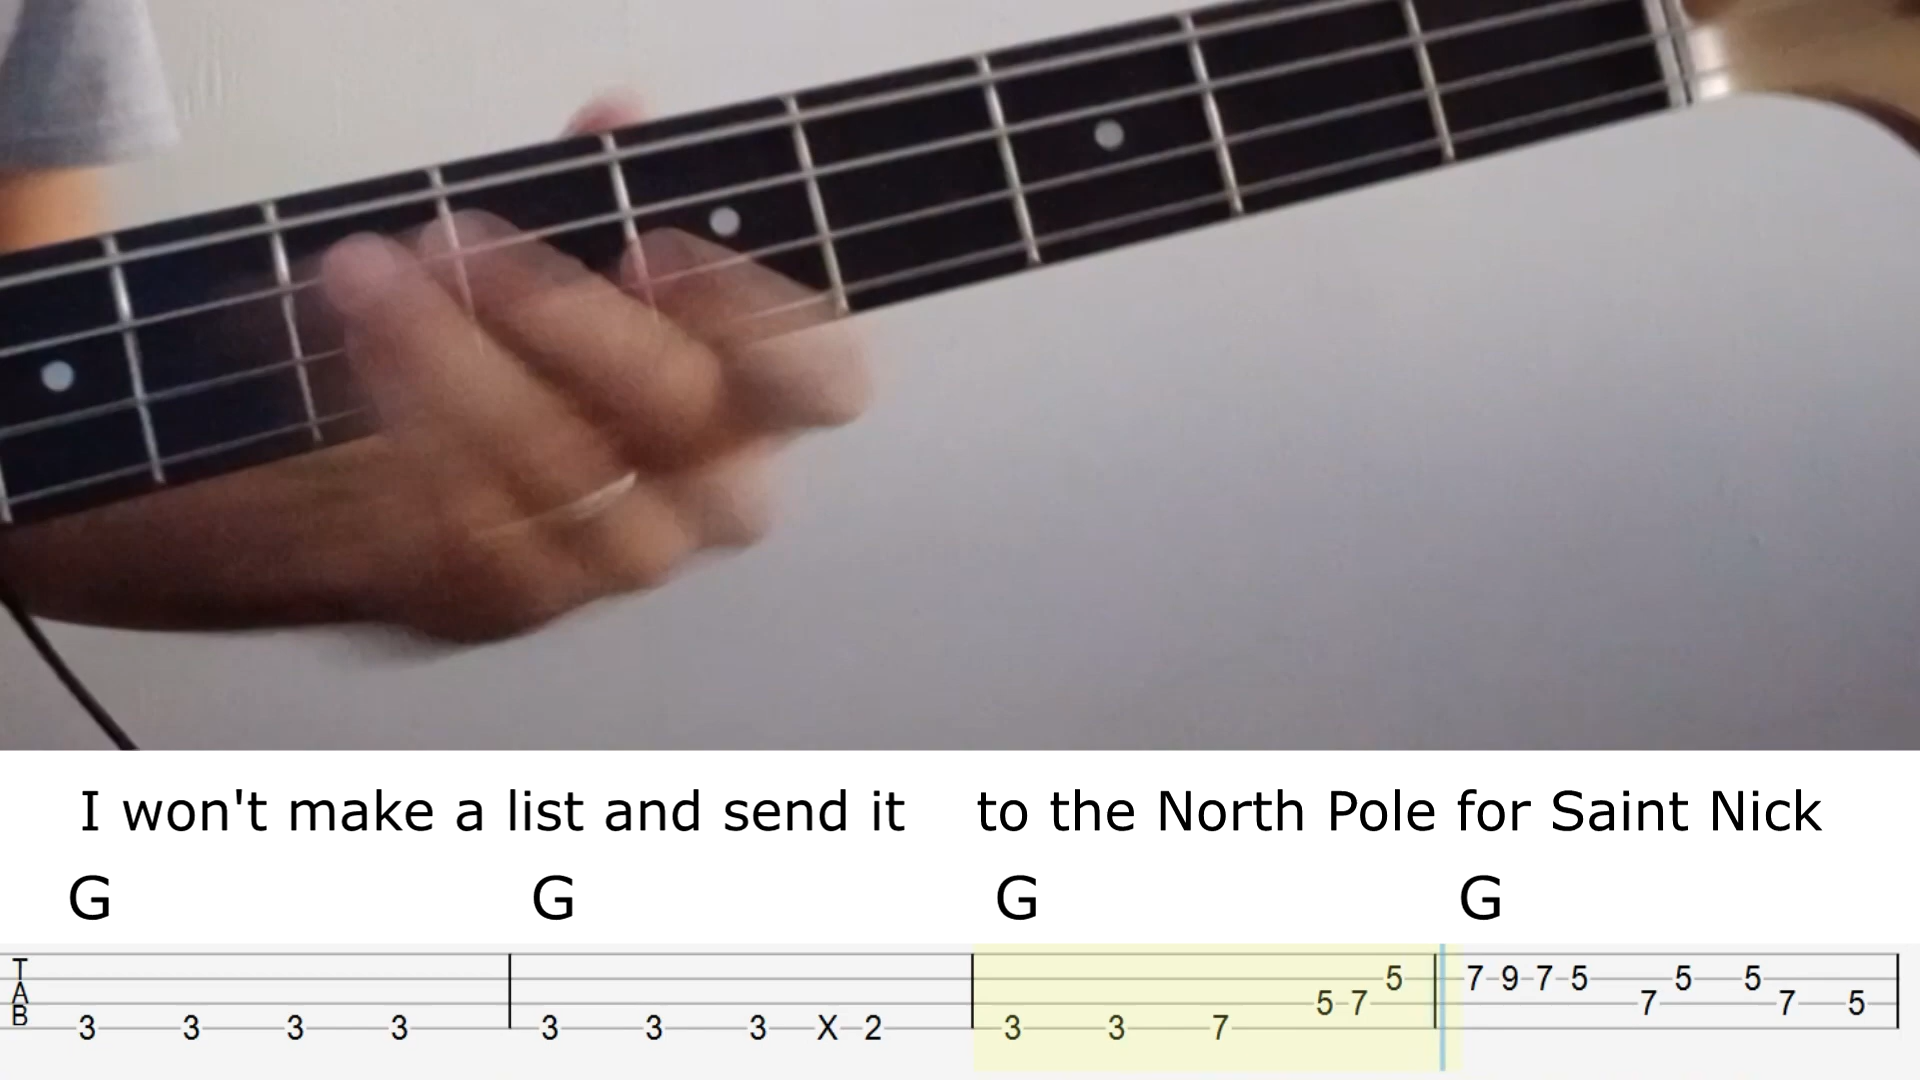 I won't make a list and send it to the North Pole for Saint Nick
G G G G
5 7 9 7 5 5 5
T A B 5 7 7 7 5
3 3 3 3 3 3 3 X 2 3 3 7